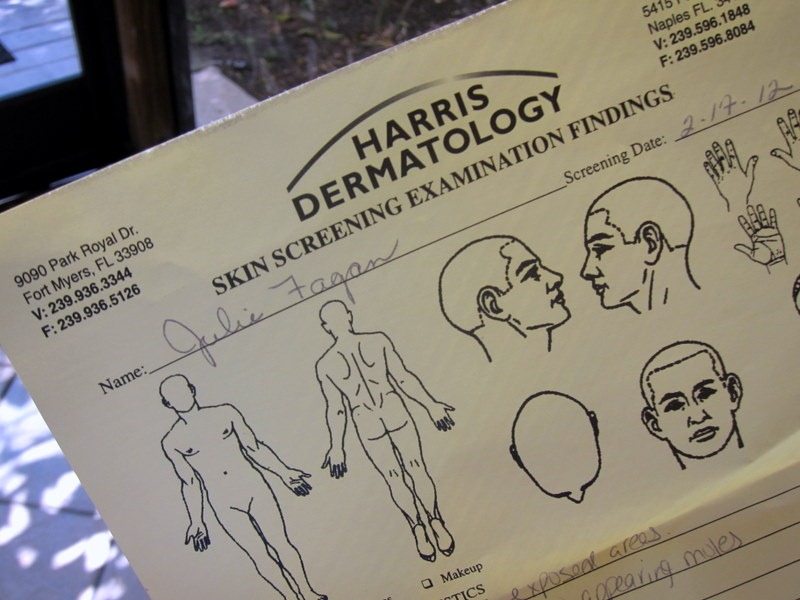 5415
Naples FL. 34
V: 239.596.1848
F: 239.596.8084
HARRIS
DERMATOLOGY
SKIN SCREENING EXAMINATION FINDINGS
9090 Park Royal Dr.
Fort Myers, FL 33908
V: 239.936.3344
F: 239.936.5126
Screening Date: 2-17-12
Name: Julie Fagan
☐ Makeup
exposed areas.
appearing moles